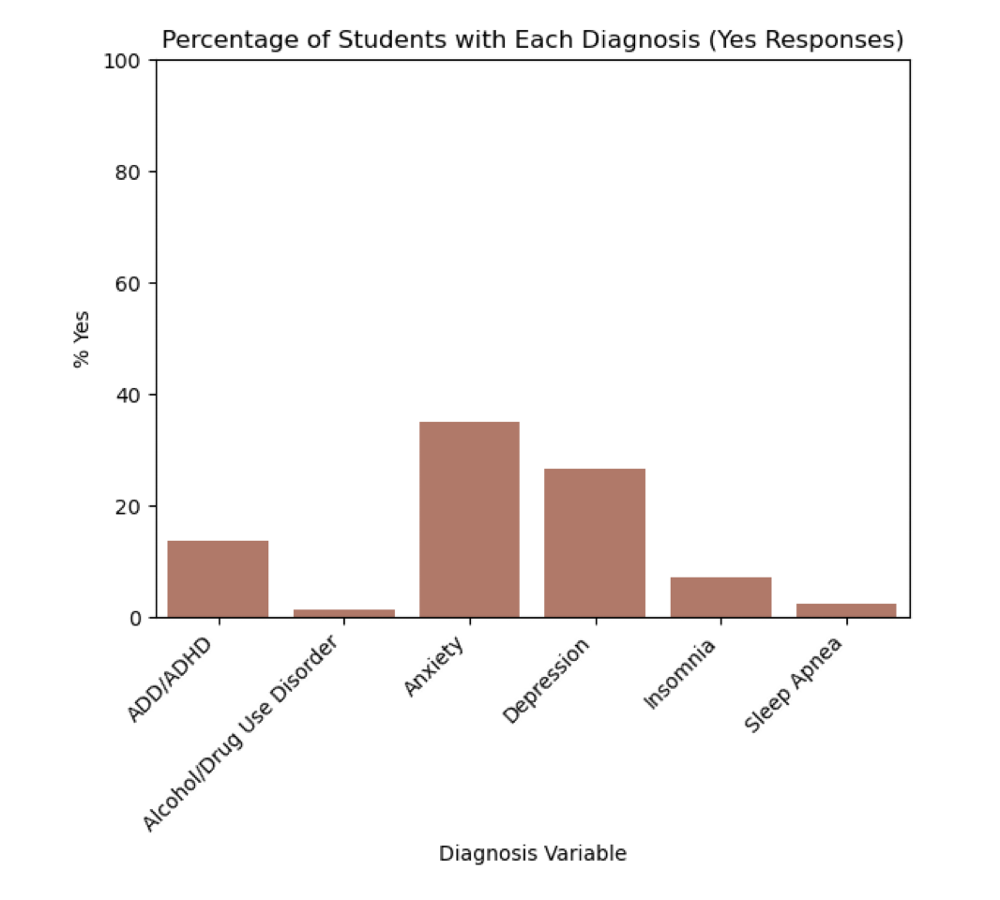 Percentage of Students with Each Diagnosis (Yes Responses)
100
80
60
40
20
0
% Yes
ADD/ADHD
Alcohol/Drug Use Disorder
Anxiety
Depression
Insomnia
Sleep Apnea
Diagnosis Variable